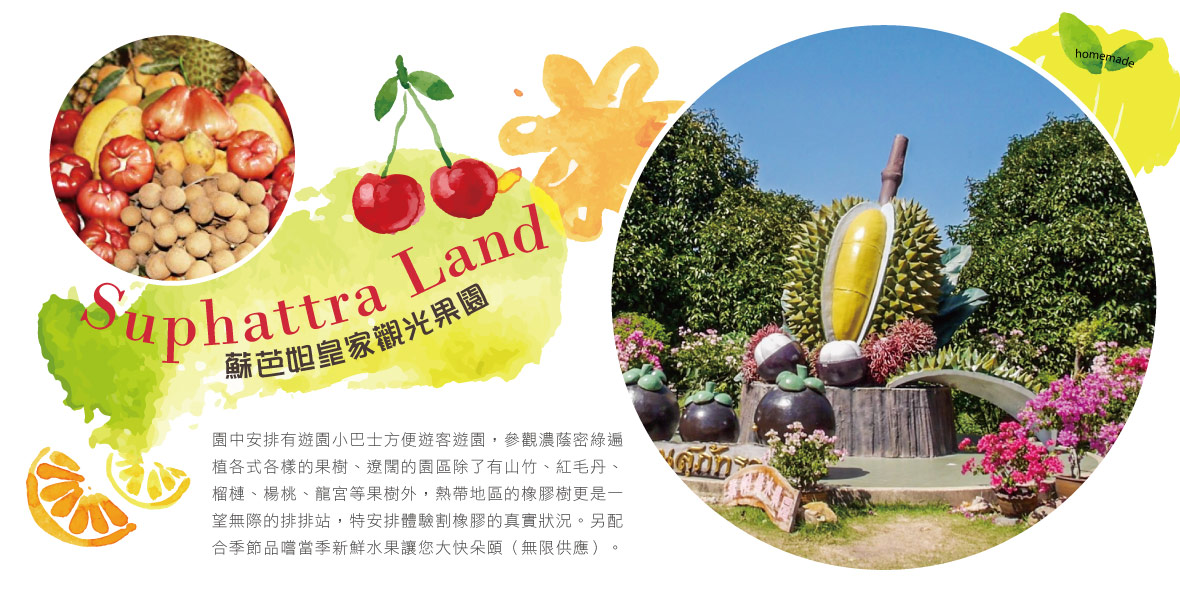 homemade
Suphattra Land
蘇芭妲皇家觀光果園
園中安排有遊園小巴士方便遊客遊園，參觀濃蔭密綠遍
植各式各樣的果樹、遼闊的園區除了有山竹、紅毛丹、
榴槤、楊桃、龍宮等果樹外，熱帶地區的橡膠樹更是一
望無際的排排站，特安排體驗割橡膠的真實狀況。另配
合季節品嚐當季新鮮水果讓您大快朵頤（無限供應）。